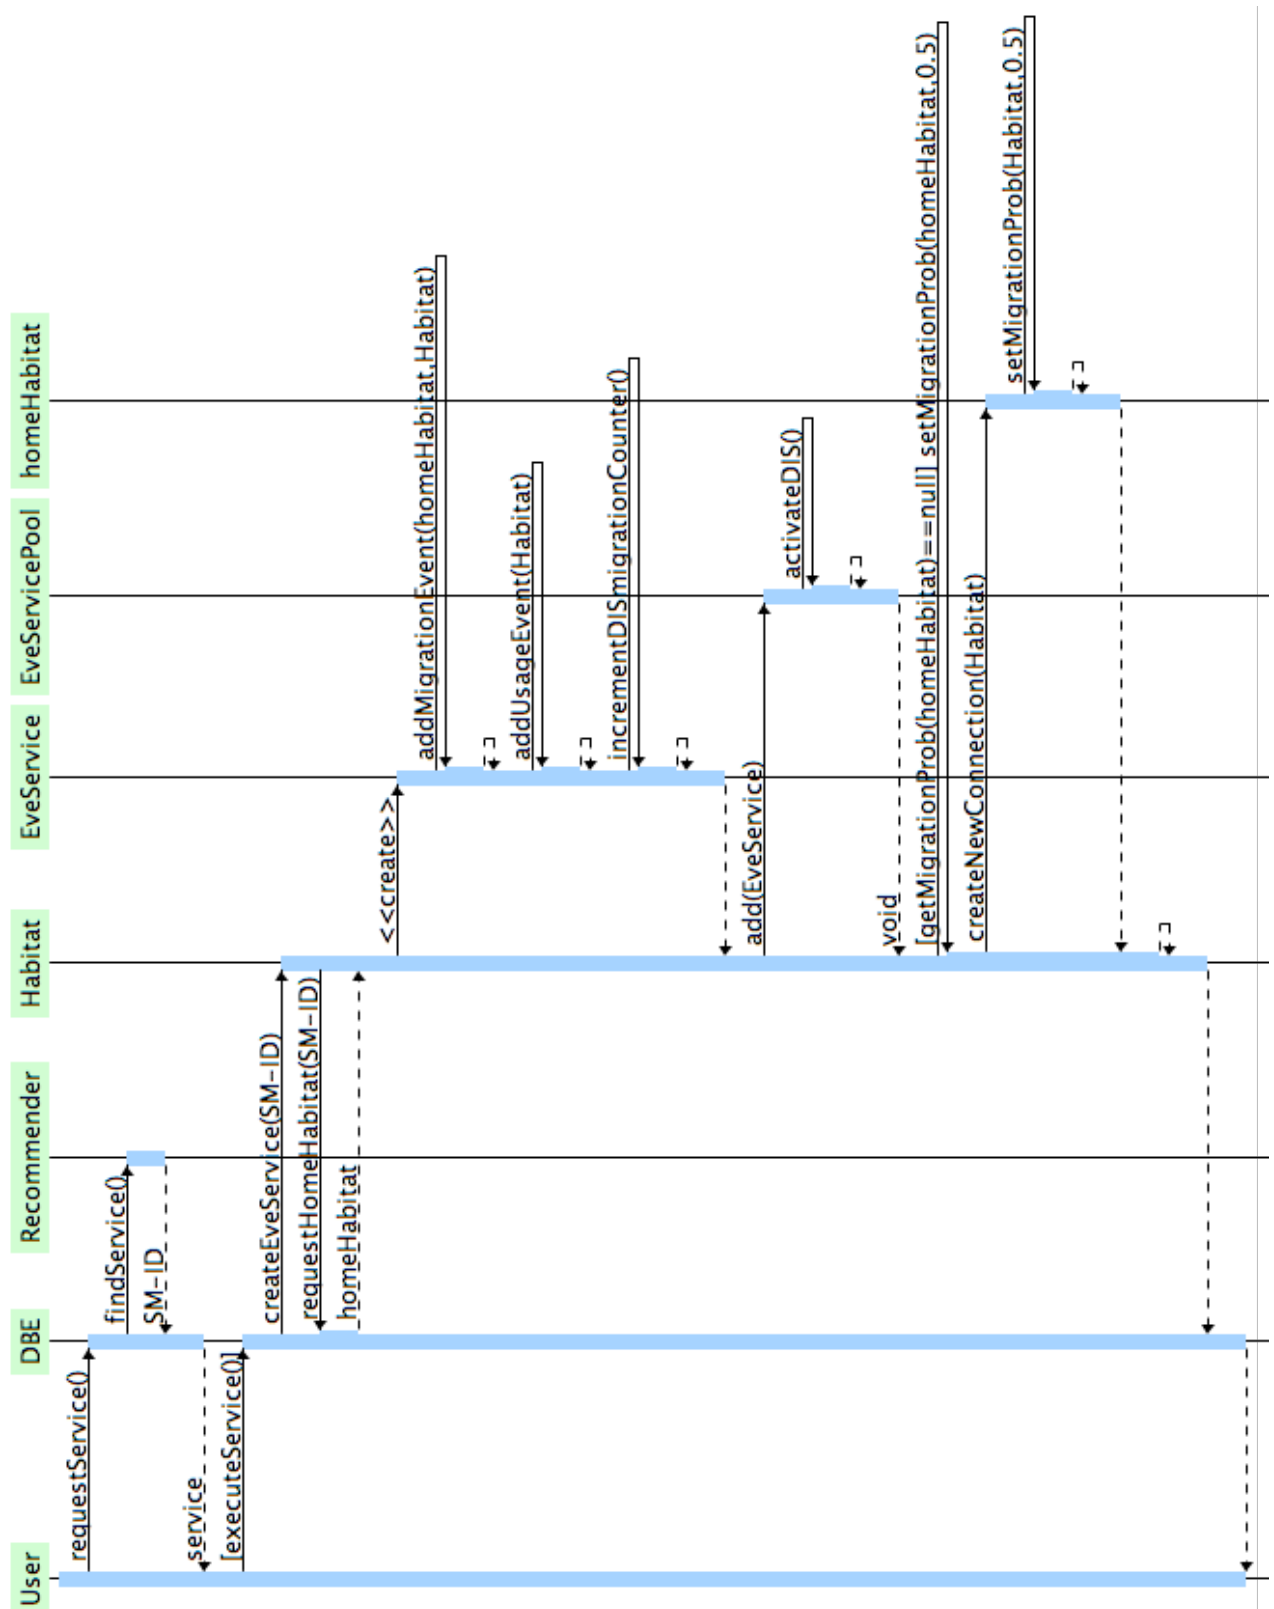 User
DBE
Recommender
Habitat
EveService
EveServicePool
homeHabitat
requestService()
findService()
SM-ID
service
[executeService()]
createEveService(SM-ID)
requestHomeHabitat(SM-ID)
homeHabitat
<<create>>
addMigrationEvent(homeHabitat,Habitat)
addUsageEvent(Habitat)
incrementDISmigrationCounter()
add(EveService)
activateDIS()
void
[getMigrationProb(homeHabitat)==null] setMigrationProb(homeHabitat,0.5)
createNewConnection(Habitat)
setMigrationProb(Habitat,0.5)